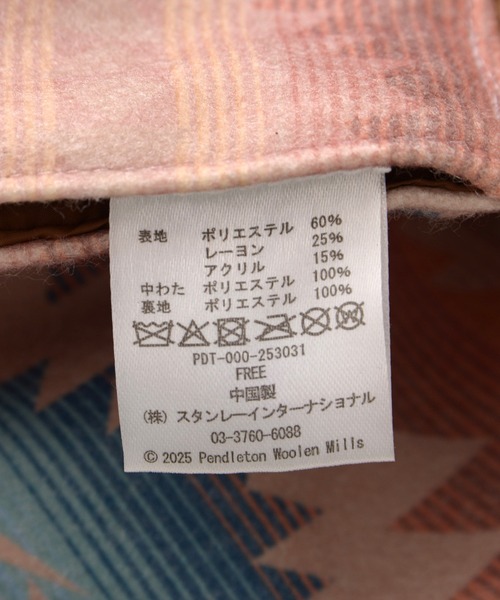 表地 ポリエステル 60%
レーヨン 25%
アクリル 15%
中わた ポリエステル 100%
裏地 ポリエステル 100%
PDT-000-253031
FREE
中国製
(株) スタンレーインターナショナル
03-3760-6088
© 2025 Pendleton Woolen Mills